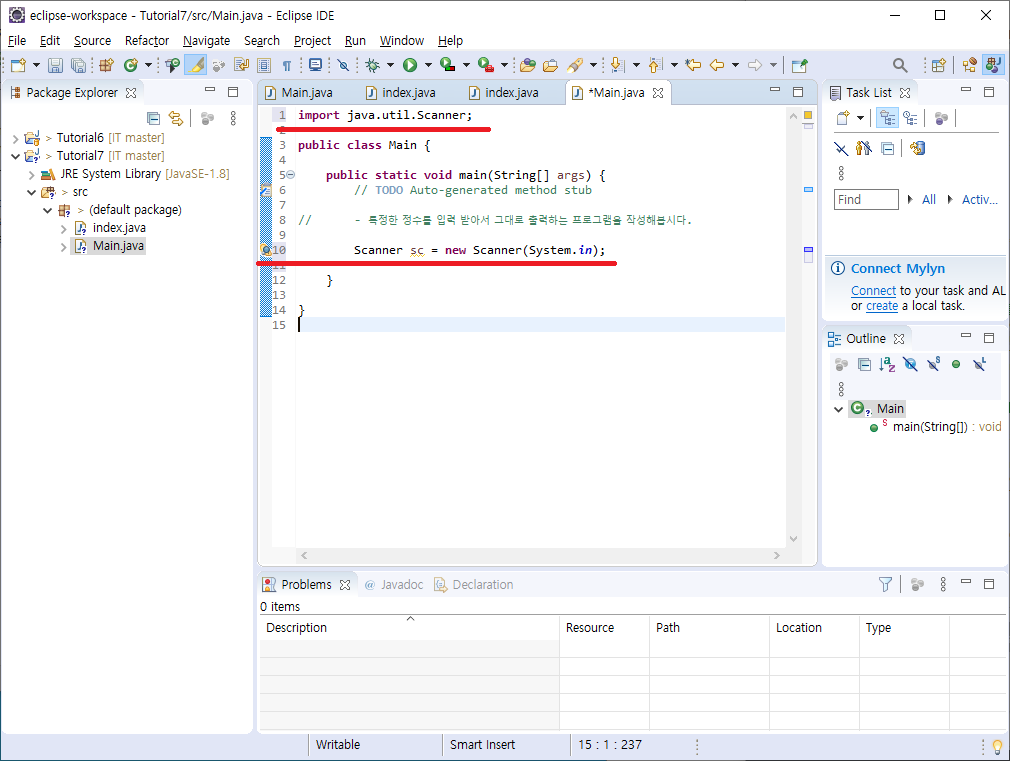 eclipse-workspace - Tutorial7/src/Main.java - Eclipse IDE
File Edit Source Refactor Navigate Search Project Run Window Help
Package Explorer
Tutorial6 [IT master]
> Tutorial7 [IT master]
JRE System Library [JavaSE-1.8]
> src
> (default package)
index.java
Main.java
Main.java index.java index.java *Main.java
1 import java.util.Scanner;
2
3 public class Main {
4
5 public static void main(String[] args) {
6 // TODO Auto-generated method stub
7
8 // - 특정한 정수를 입력 받아서 그대로 출력하는 프로그램을 작성해봅시다.
9
10 Scanner sc = new Scanner(System.in);
11
12 }
13
14 }
15
Task List
Find All Activ...
Connect Mylyn
Connect to your task and AL
or create a local task.
Outline
Main
main(String[]) : void
Problems @ Javadoc Declaration
0 items
Description Resource Path Location Type
Writable Smart Insert 15 : 1 : 237